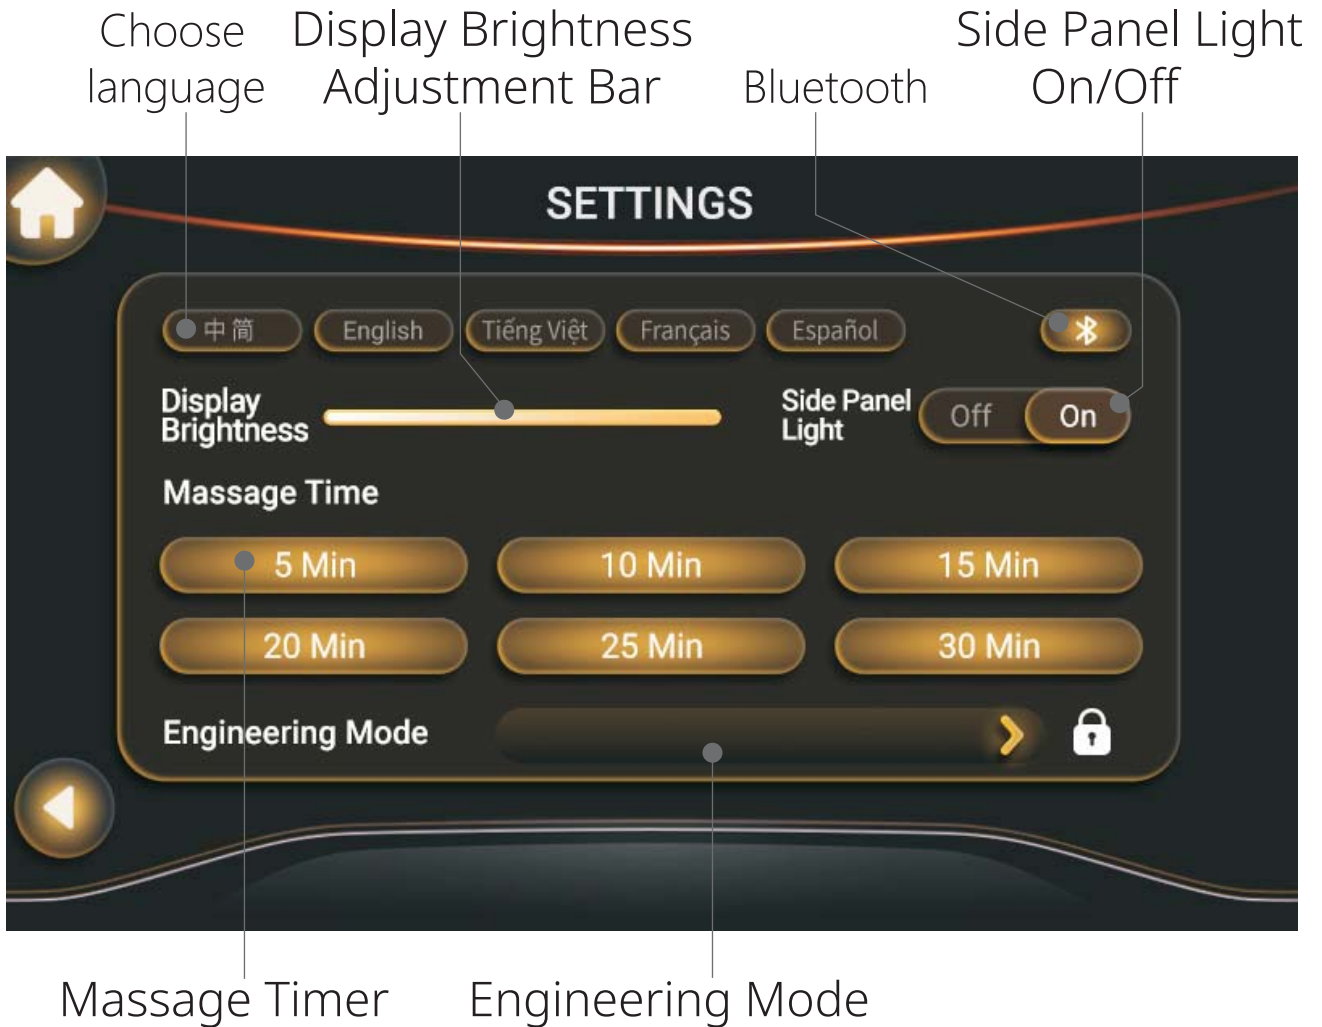 Choose
language
Display Brightness
Adjustment Bar
Bluetooth
Side Panel Light
On/Off
SETTINGS
中简 English Tiếng Việt Français Español
Display
Brightness
Side Panel
Light
Off On
Massage Time
5 Min 10 Min 15 Min
20 Min 25 Min 30 Min
Engineering Mode
Massage Timer
Engineering Mode